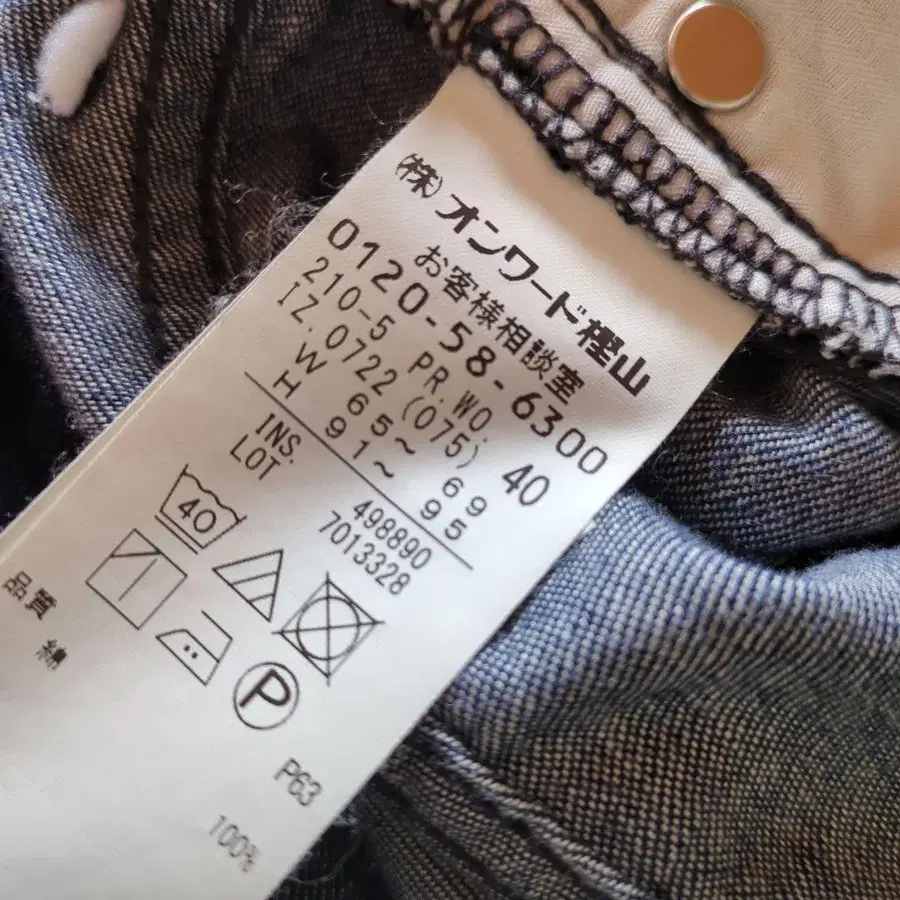 (株)オンワード樫山
お客様相談室
0120-58-6300
210-5 PR.WO. 40
IZ.0722 (075)
W 65～ 69
H 91～ 95
INS. 498890
LOT 7013328
40
P
P63
品質
綿 100%